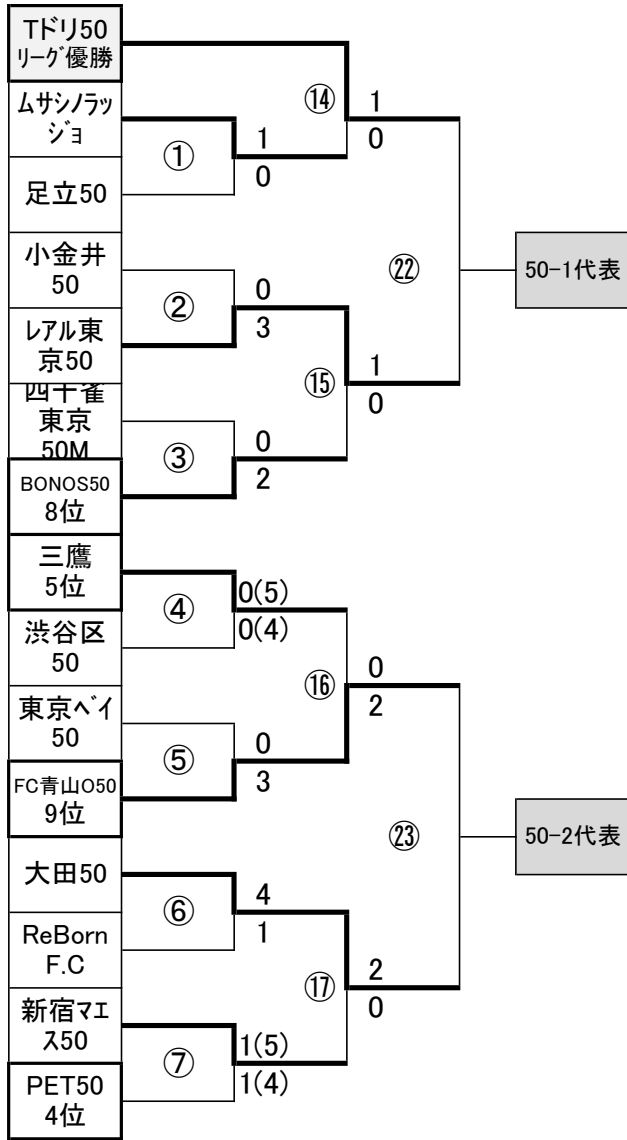 Tドリ50
リーグ優勝
⑭
1
0
ムサシノラッ
ジョ
①
1
0
足立50
小金井
50
②
0
3
㉒
50-1代表
レアル東
京50
⑮
1
0
四十雀
東京
50M
③
0
2
BONOS50
8位
三鷹
5位
④
0(5)
0(4)
渋谷区
50
⑯
0
2
東京ベイ
50
⑤
0
3
FC青山O50
9位
㉓
50-2代表
大田50
⑥
4
1
ReBorn
F.C
⑰
2
0
新宿マエ
ス50
⑦
1(5)
1(4)
PET50
4位